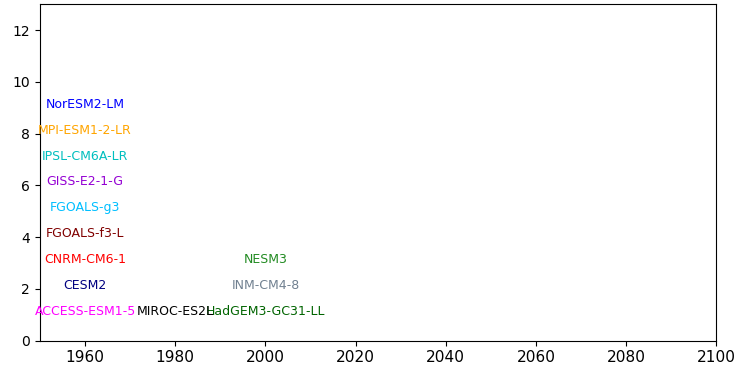 12
10
NorESM2-LM
8
MPI-ESM1-2-LR
IPSL-CM6A-LR
6
GISS-E2-1-G
FGOALS-g3
4
FGOALS-f3-L
CNRM-CM6-1 NESM3
2
CESM2 INM-CM4-8
ACCESS-ESM1-5 MIROC-ES2L HadGEM3-GC31-LL
0
1960 1980 2000 2020 2040 2060 2080 2100